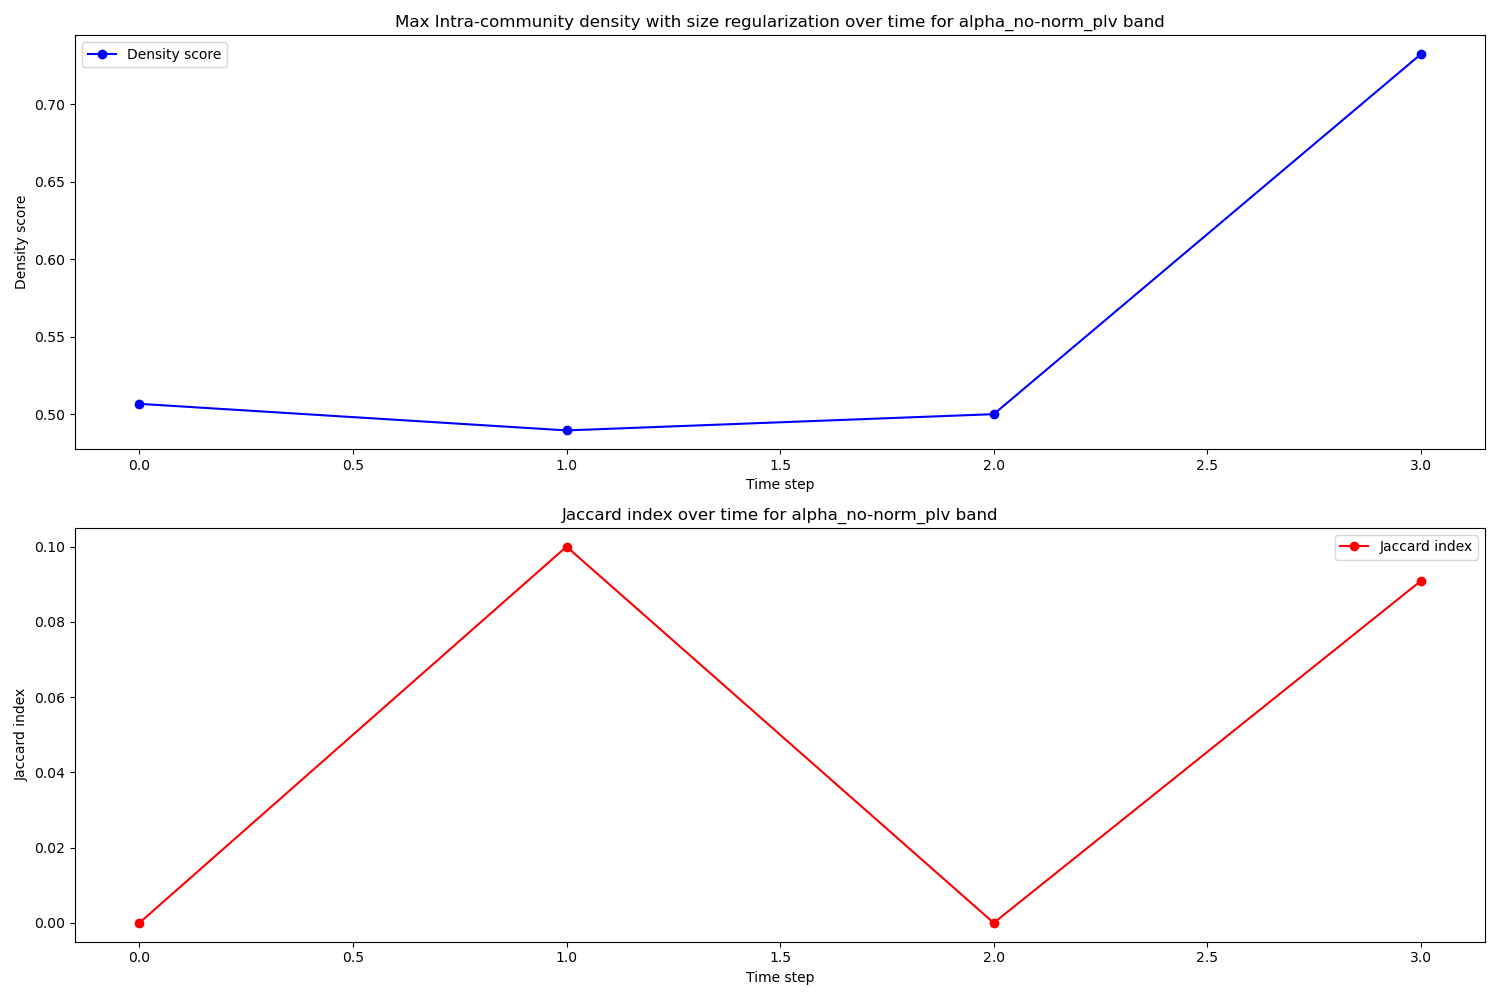 Max Intra-community density with size regularization over time for alpha_no-norm_plv band
Density score
0.70
0.65
0.60
0.55
0.50
Density score
0.0 0.5 1.0 1.5 2.0 2.5 3.0
Time step
Jaccard index over time for alpha_no-norm_plv band
Jaccard index
0.10
0.08
0.06
0.04
0.02
0.00
Jaccard index
0.0 0.5 1.0 1.5 2.0 2.5 3.0
Time step